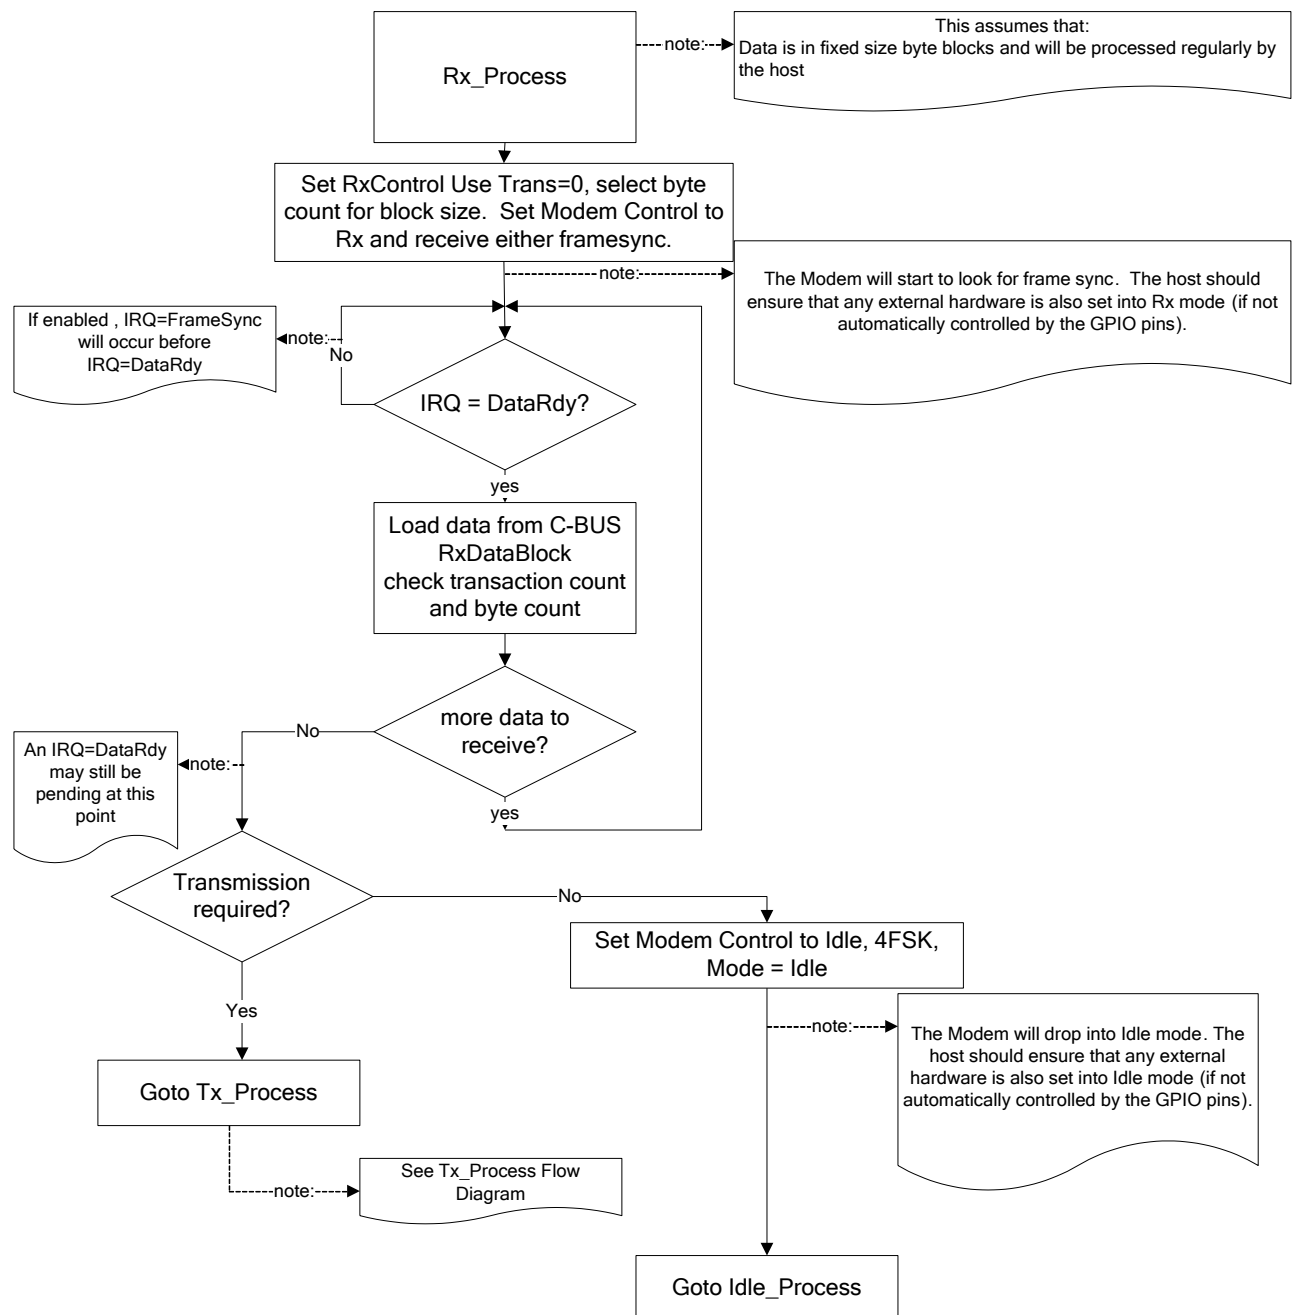 Rx_Process
note:
This assumes that:
Data is in fixed size byte blocks and will be processed regularly by
the host
Set RxControl Use Trans=0, select byte
count for block size.  Set Modem Control to
Rx and receive either framesync.
note:
The Modem will start to look for frame sync.  The host should
ensure that any external hardware is also set into Rx mode (if not
automatically controlled by the GPIO pins).
If enabled , IRQ=FrameSync
will occur before
IRQ=DataRdy
note:
No
IRQ = DataRdy?
yes
Load data from C-BUS
RxDataBlock
check transaction count
and byte count
more data to
receive?
No
yes
An IRQ=DataRdy
may still be
pending at this
point
note:
Transmission
required?
No
Set Modem Control to Idle, 4FSK,
Mode = Idle
Yes
note:
The Modem will drop into Idle mode. The
host should ensure that any external
hardware is also set into Idle mode (if not
automatically controlled by the GPIO pins).
Goto Tx_Process
note:
See Tx_Process Flow
Diagram
Goto Idle_Process